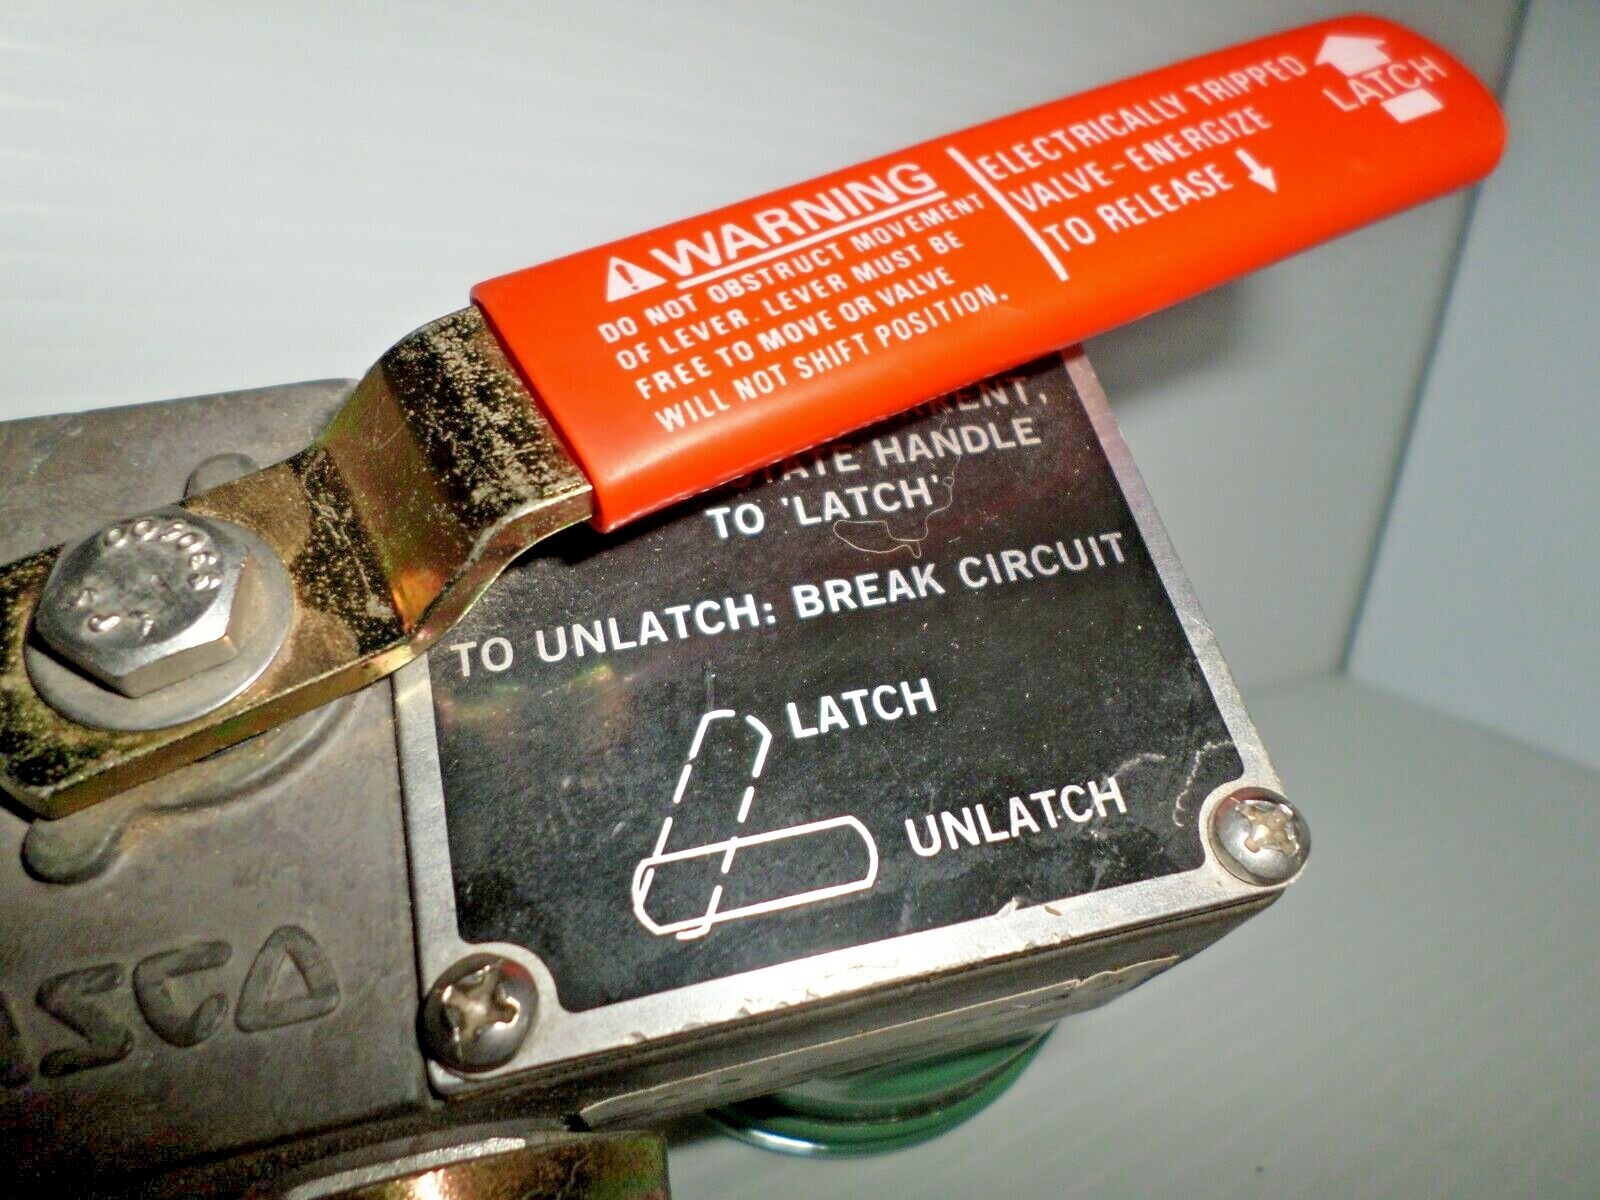 WARNING
DO NOT OBSTRUCT MOVEMENT
OF LEVER. LEVER MUST BE
FREE TO MOVE OR VALVE
WILL NOT SHIFT POSITION.
ELECTRICALLY TRIPPED
VALVE-ENERGIZE
TO RELEASE
LATCH
HANDLE
TO 'LATCH'
TO UNLATCH: BREAK CIRCUIT
LATCH
UNLATCH